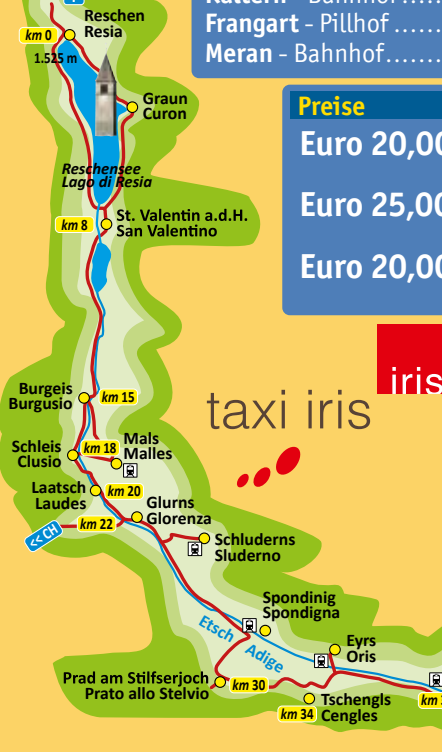 Kaltern - Bahnhof
Frangart - Pillhof ......
Meran - Bahnhof.......
Preise
Euro 20,00
Euro 25,00
Euro 20,00
iris
taxi iris
Reschen
Resia
km 0
1.525 m
Graun
Curon
Reschensee
Lago di Resia
St. Valentin a.d.H.
San Valentino
km 8
Burgeis
Burgusio
km 15
Schleis
Clusio
km 18
Mals
Malles
Laatsch
Laudes
km 20
Glurns
Glorenza
km 22
<< CH
Schluderns
Sluderno
Spondinig
Spondigna
Etsch
Adige
Eyrs
Oris
Prad am Stilfserjoch
Prato allo Stelvio
km 30
Tschengls
Cengles
km 34
km